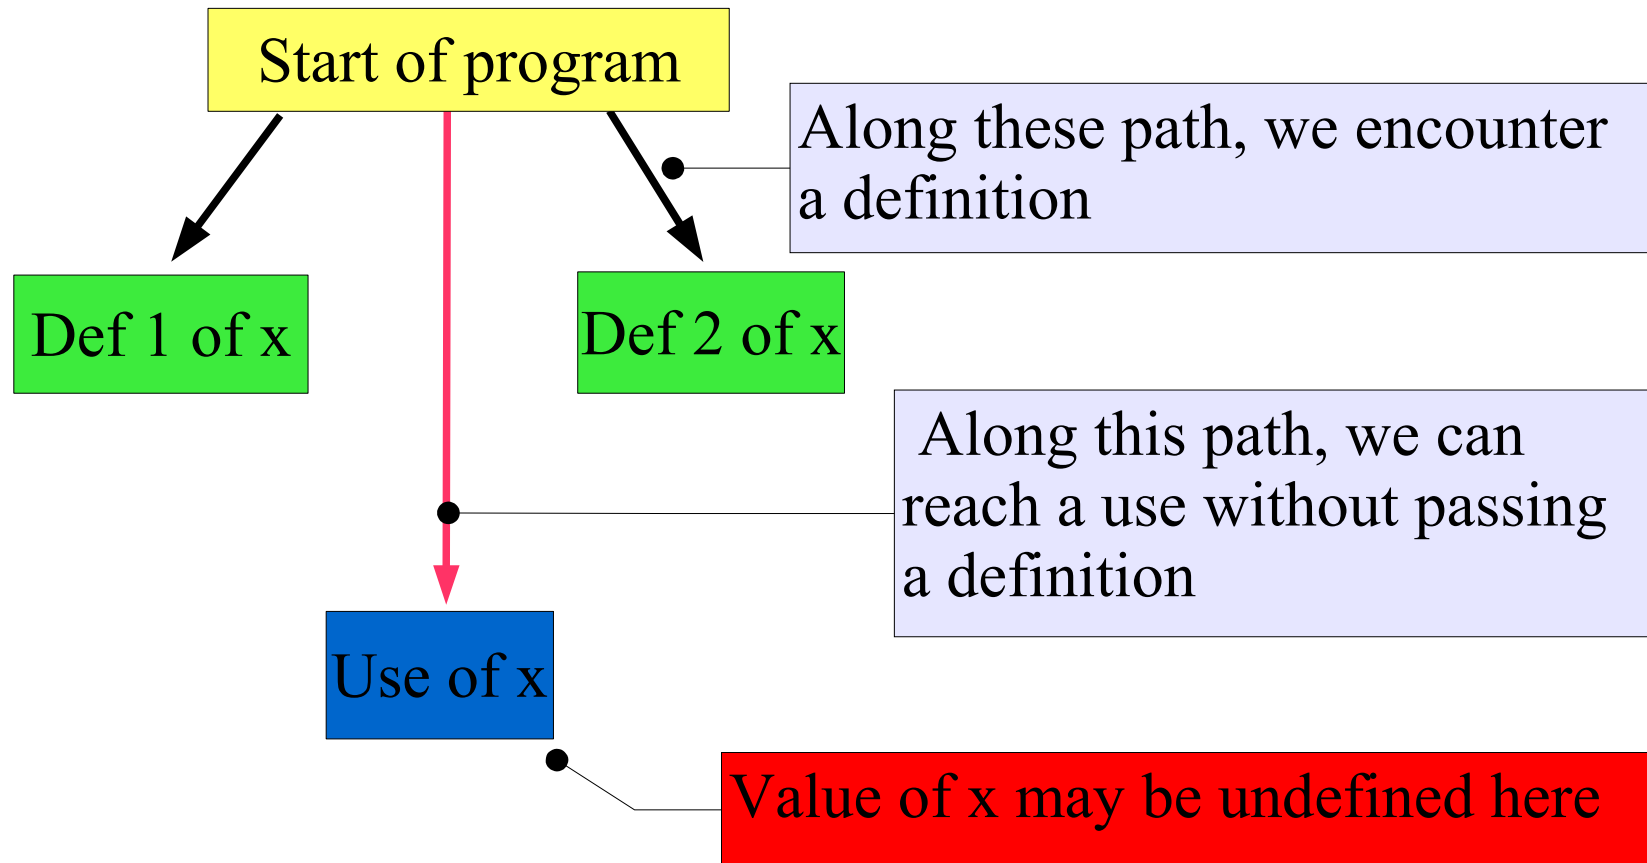 Start of program
Along these path, we encounter
a definition
Def 1 of x
Def 2 of x
Along this path, we can
reach a use without passing
a definition
Use of x
Value of x may be undefined here